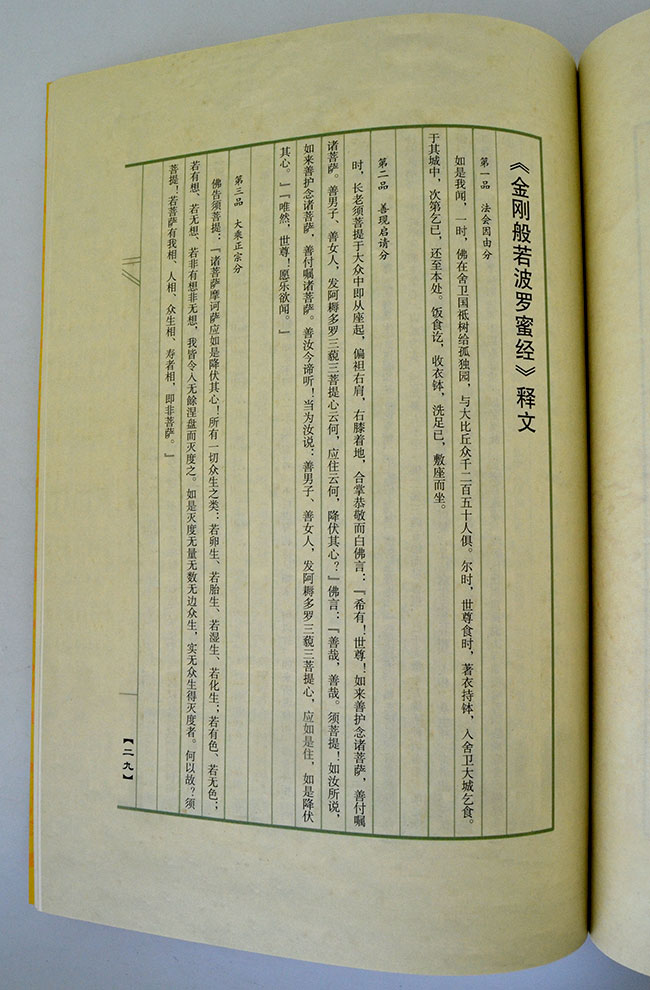 《金刚般若波罗蜜经》释文
第一品 法会因由分
如是我闻，一时，佛在舍卫国祗树给孤独园，与大比丘众千二百五十人俱。尔时，世尊食时，著衣持钵，入舍卫大城乞食。
于其城中，次第乞已，还至本处。饭食讫，收衣钵，洗足已，敷座而坐。
第二品 善现启请分
时，长老须菩提于大众中即从座起，偏袒右肩，右膝着地，合掌恭敬而白佛言：『希有！世尊！如来善护念诸菩萨，善付嘱
诸菩萨。善男子、善女人，发阿耨多罗三藐三菩提心云何，应住云何，降伏其心？』佛言：『善哉，善哉。须菩提！如汝所说，
如来善护念诸菩萨，善付嘱诸菩萨。善汝今谛听！当为汝说：善男子、善女人，发阿耨多罗三藐三菩提心，应如是住，如是降伏
其心。』『唯然，世尊！愿乐欲闻。』
第三品 大乘正宗分
佛告须菩提：『诸菩萨摩诃萨应如是降伏其心！所有一切众生之类：若卵生、若胎生、若湿生、若化生；若有色、若无色；
若有想、若无想、若非有想非无想，我皆令入无馀涅盘而灭度之。如是灭度无量无数无边众生，实无众生得灭度者。何以故？须
菩提！若菩萨有我相、人相、众生相、寿者相，即非菩萨。』
【二九】